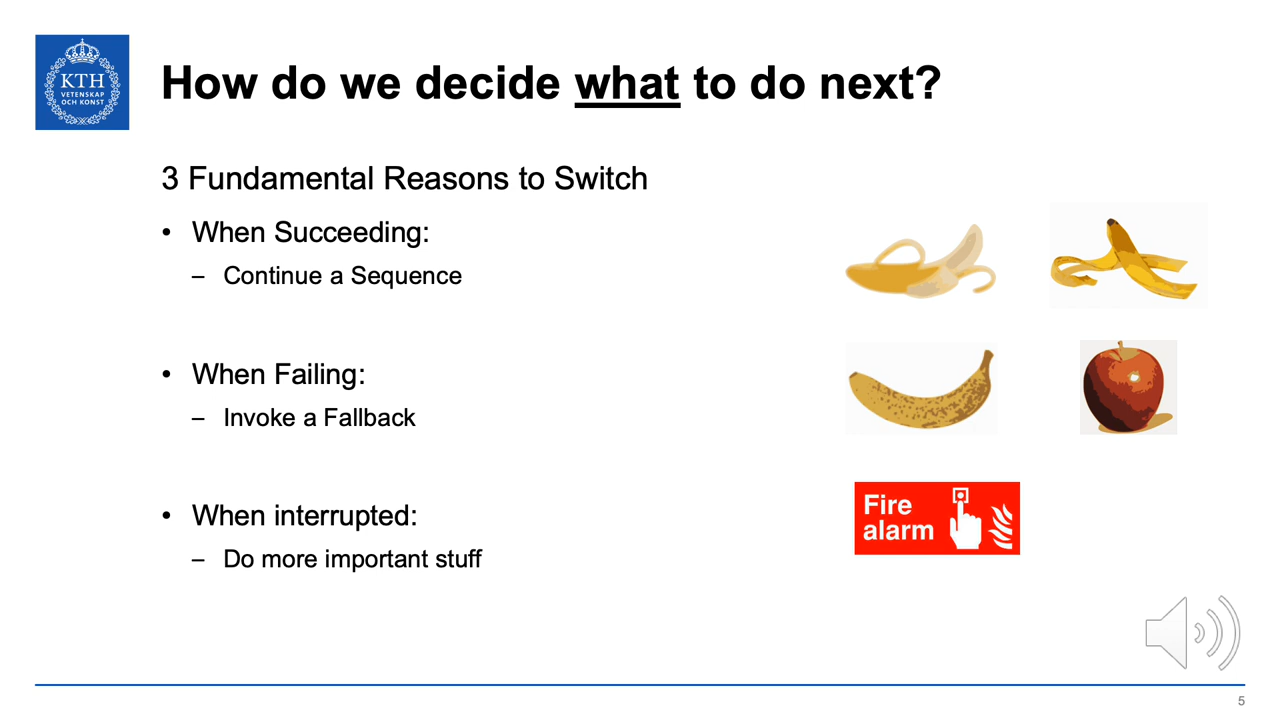 KTH
VETENSKAP
OCH KONST
How do we decide what to do next?
3 Fundamental Reasons to Switch
• When Succeeding:
– Continue a Sequence
• When Failing:
– Invoke a Fallback
• When interrupted:
– Do more important stuff
Fire
alarm
5